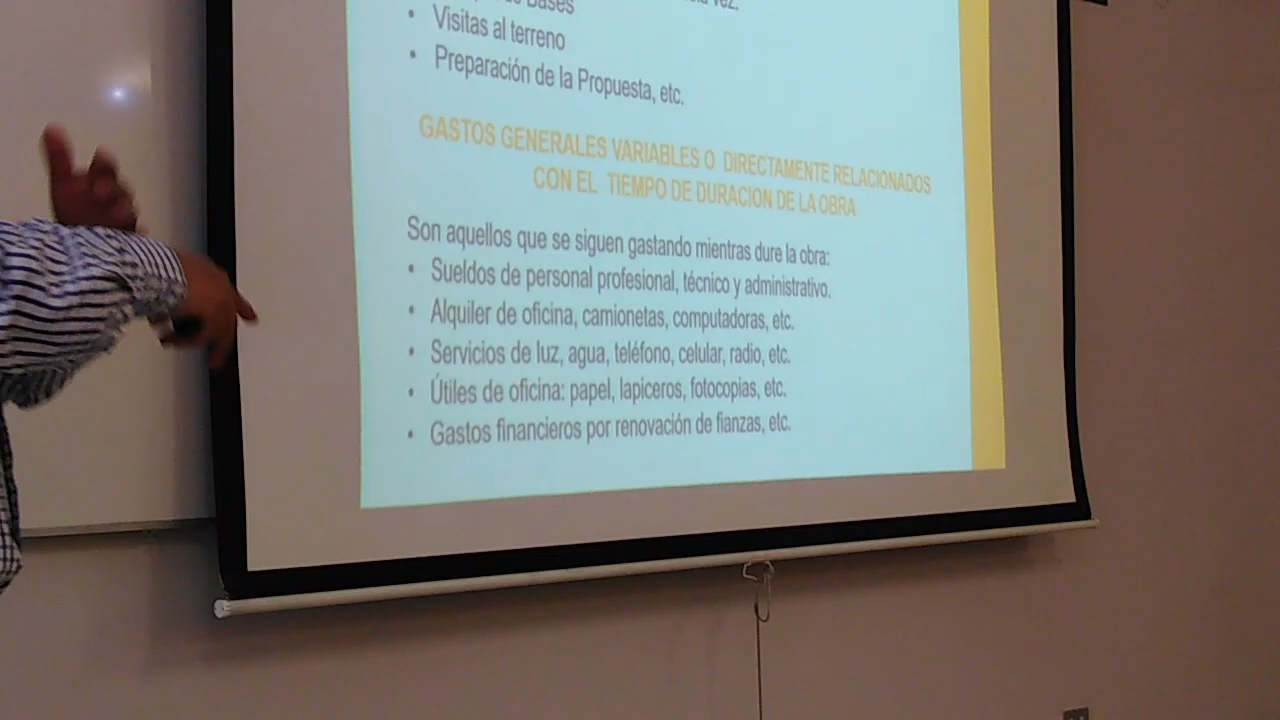 Bases
vez.
• Visitas al terreno
• Preparación de la Propuesta, etc.
GASTOS GENERALES VARIABLES O DIRECTAMENTE RELACIONADOS
CON EL TIEMPO DE DURACION DE LA OBRA
Son aquellos que se siguen gastando mientras dure la obra:
• Sueldos de personal profesional, técnico y administrativo.
• Alquiler de oficina, camionetas, computadoras, etc.
• Servicios de luz, agua, teléfono, celular, radio, etc.
• Útiles de oficina: papel, lapiceros, fotocopias, etc.
• Gastos financieros por renovación de fianzas, etc.